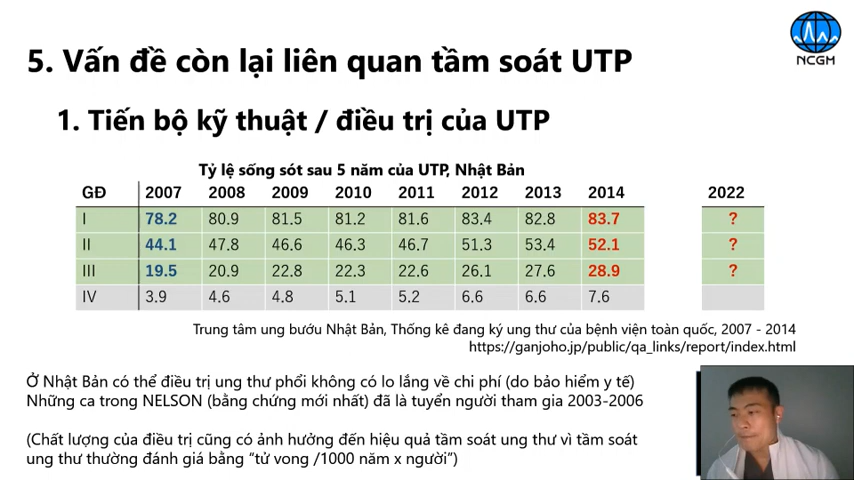 NCGM
5. Vấn đề còn lại liên quan tầm soát UTP
1. Tiến bộ kỹ thuật / điều trị của UTP
Tỷ lệ sống sót sau 5 năm của UTP, Nhật Bản
GĐ 2007 2008 2009 2010 2011 2012 2013 2014 2022
I 78.2 80.9 81.5 81.2 81.6 83.4 82.8 83.7 ?
II 44.1 47.8 46.6 46.3 46.7 51.3 53.4 52.1 ?
III 19.5 20.9 22.8 22.3 22.6 26.1 27.6 28.9 ?
IV 3.9 4.6 4.8 5.1 5.2 6.6 6.6 7.6
Trung tâm ung bướu Nhật Bản, Thống kê đang ký ung thư của bệnh viện toàn quốc, 2007 - 2014
https://ganjoho.jp/public/qa_links/report/index.html
Ở Nhật Bản có thể điều trị ung thư phổi không có lo lắng về chi phí (do bảo hiểm y tế)
Những ca trong NELSON (bằng chứng mới nhất) đã là tuyển người tham gia 2003-2006
(Chất lượng của điều trị cũng có ảnh hưởng đến hiệu quả tầm soát ung thư vì tầm soát
ung thư thường đánh giá bằng “tử vong /1000 năm x người”)